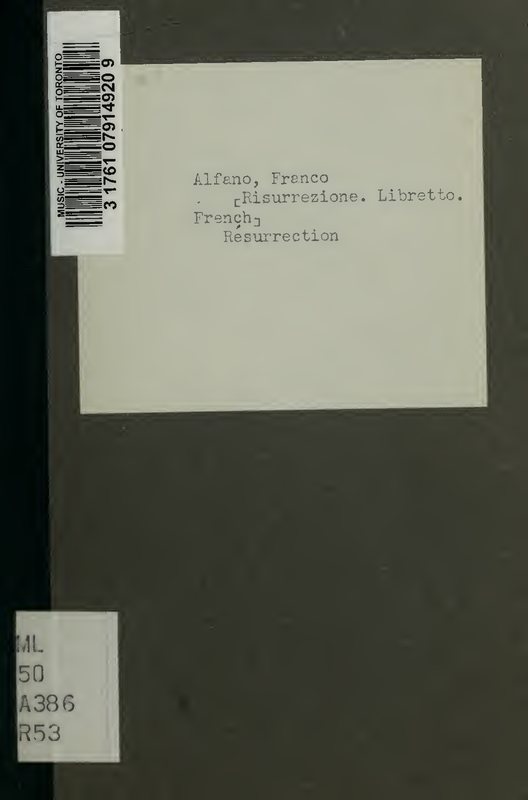 MUSIC - UNIVERSITY OF TORONTO
3 1761 07914920 9
Alfano, Franco
[Risurrezione. Libretto.
French]
Résurrection
ML
50
A386
R53